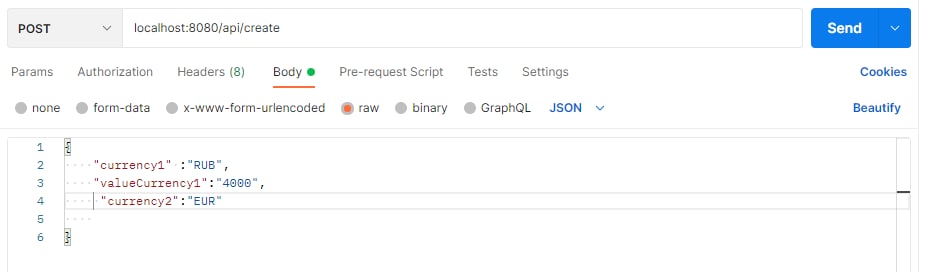 POST localhost:8080/api/create Send
Params Authorization Headers (8) Body Pre-request Script Tests Settings Cookies
none form-data x-www-form-urlencoded raw binary GraphQL JSON Beautify
1 {
2 "currency1" :"RUB",
3 "valueCurrency1":"4000",
4 "currency2":"EUR"
5
6 }